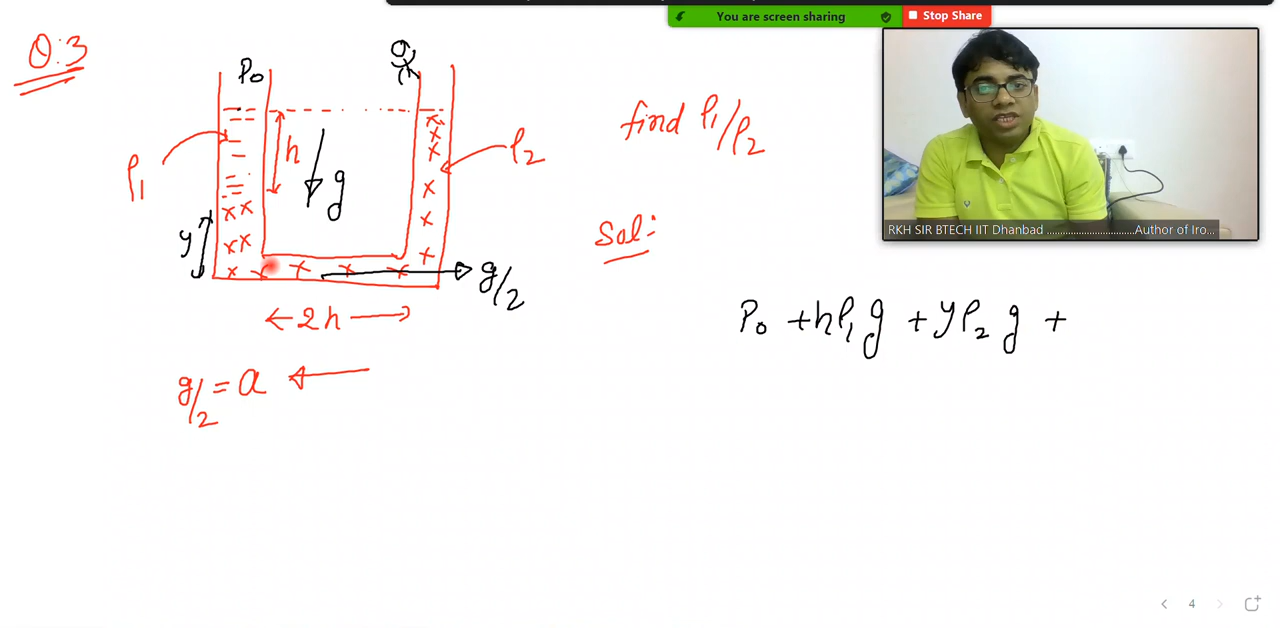 You are screen sharing
Stop Share
Q:3
P₀
h
g
ρ₁
ρ₂
y
g/2
← 2h →
g/2 = a ←
find ρ₁/ρ₂
Sol:
P₀ + hρ₁g + yρ₂g +
RKH SIR BTECH IIT Dhanbad ................................Author of Iro...
4